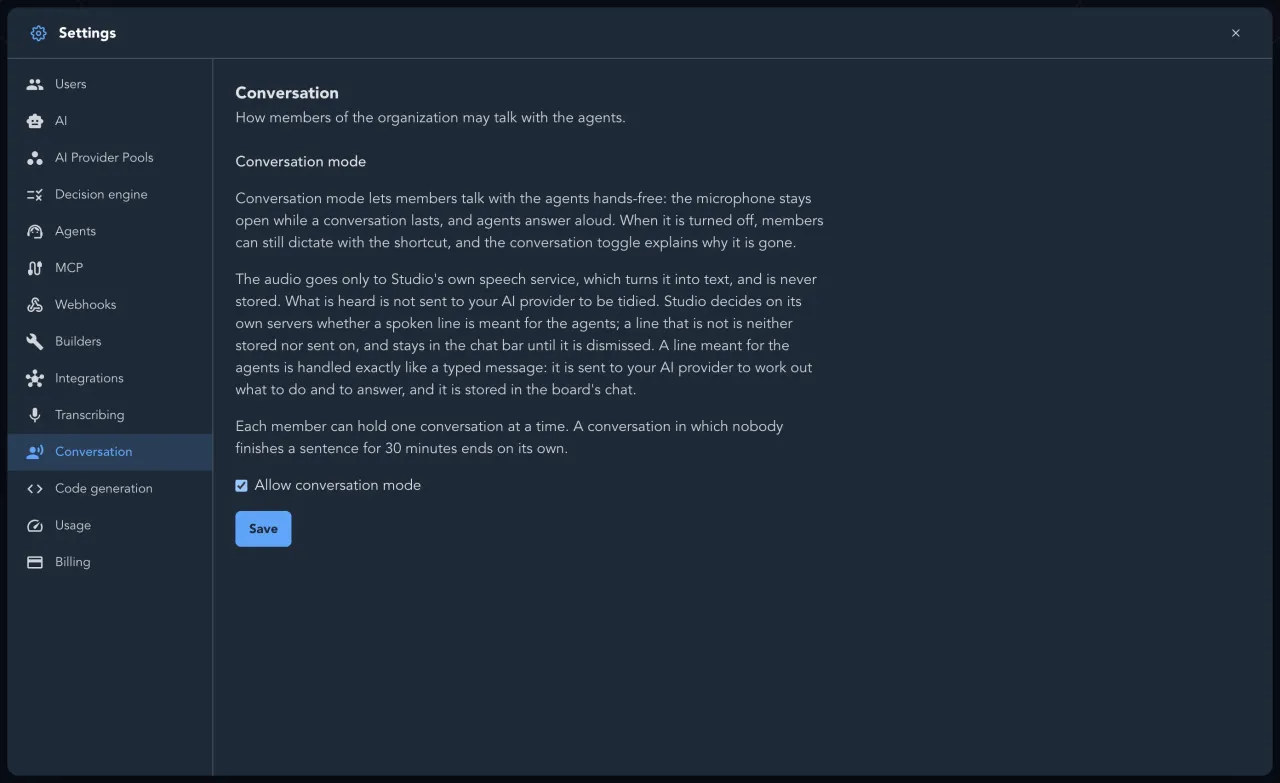 Settings
Users
AI
AI Provider Pools
Decision engine
Agents
MCP
Webhooks
Builders
Integrations
Transcribing
Conversation
Code generation
Usage
Billing
Conversation
How members of the organization may talk with the agents.
Conversation mode
Conversation mode lets members talk with the agents hands-free: the microphone stays
open while a conversation lasts, and agents answer aloud. When it is turned off, members
can still dictate with the shortcut, and the conversation toggle explains why it is gone.
The audio goes only to Studio's own speech service, which turns it into text, and is never
stored. What is heard is not sent to your AI provider to be tidied. Studio decides on its
own servers whether a spoken line is meant for the agents; a line that is not is neither
stored nor sent on, and stays in the chat bar until it is dismissed. A line meant for the
agents is handled exactly like a typed message: it is sent to your AI provider to work out
what to do and to answer, and it is stored in the board's chat.
Each member can hold one conversation at a time. A conversation in which nobody
finishes a sentence for 30 minutes ends on its own.
Allow conversation mode
Save